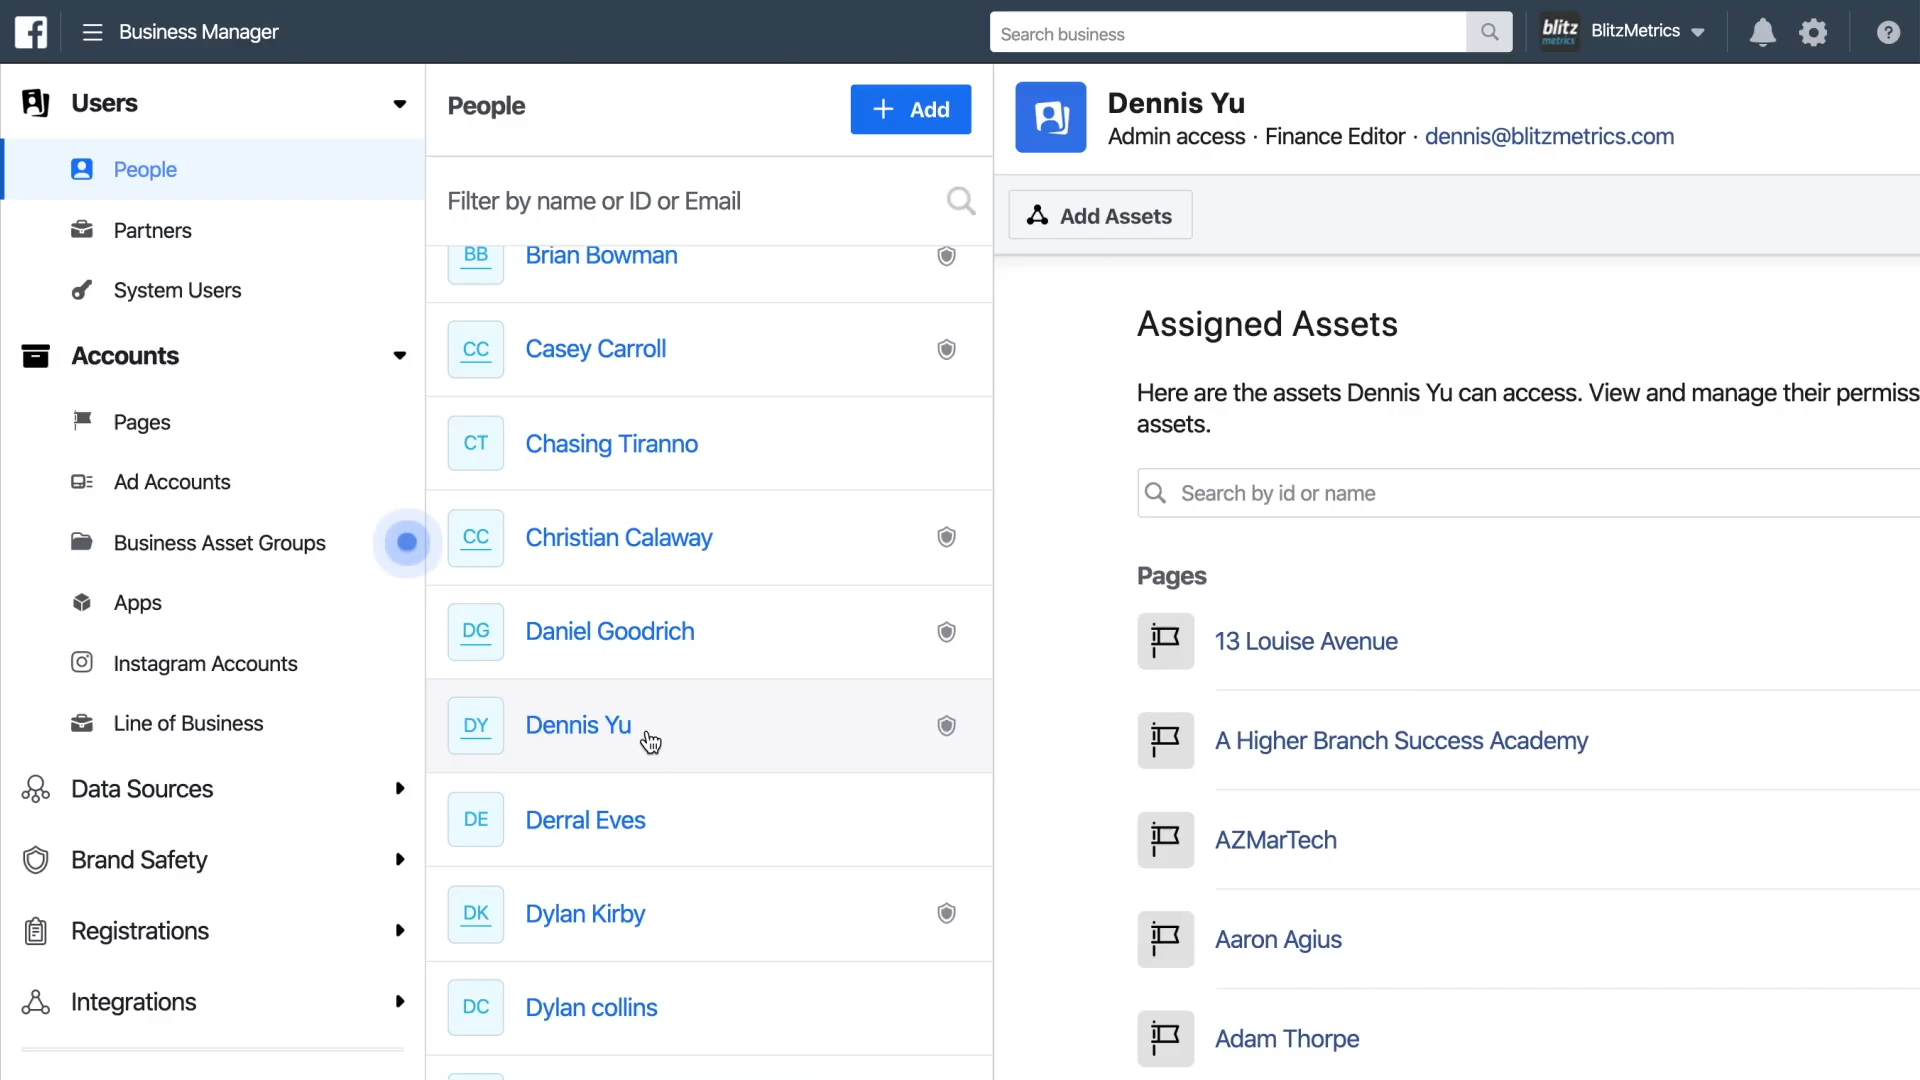 Business Manager
Search business
blitz
metrics
BlitzMetrics
?
Users
People
Partners
System Users
Accounts
Pages
Ad Accounts
Business Asset Groups
Apps
Instagram Accounts
Line of Business
Data Sources
Brand Safety
Registrations
Integrations
People
+ Add
Filter by name or ID or Email
BB Brian Bowman
CC Casey Carroll
CT Chasing Tiranno
CC Christian Calaway
DG Daniel Goodrich
DY Dennis Yu
DE Derral Eves
DK Dylan Kirby
DC Dylan collins
Dennis Yu
Admin access · Finance Editor · dennis@blitzmetrics.com
Add Assets
Assigned Assets
Here are the assets Dennis Yu can access. View and manage their permiss
assets.
Search by id or name
Pages
13 Louise Avenue
A Higher Branch Success Academy
AZMarTech
Aaron Agius
Adam Thorpe